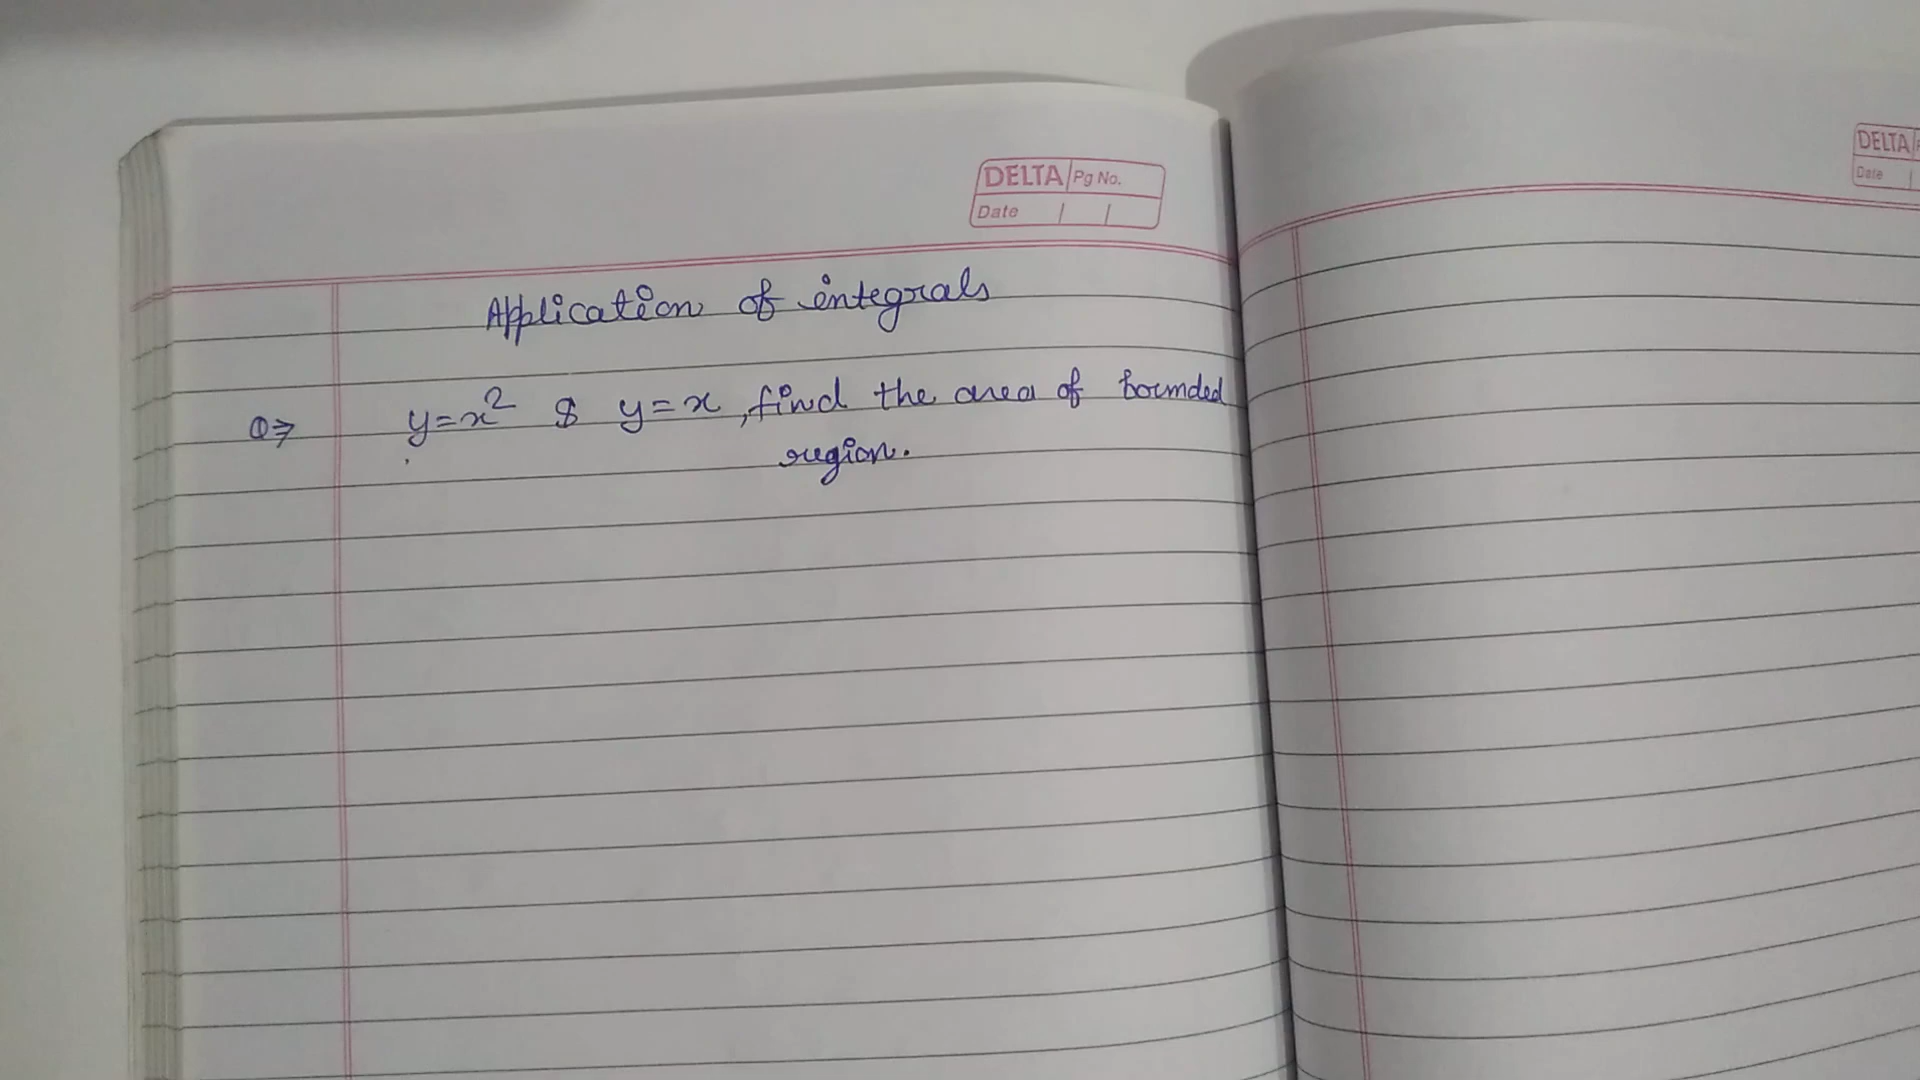 DELTA Pg No.
Date
DELTA
Date
Application of integrals
Q⇒ y=x² & y=x, find the area of bounded
region.